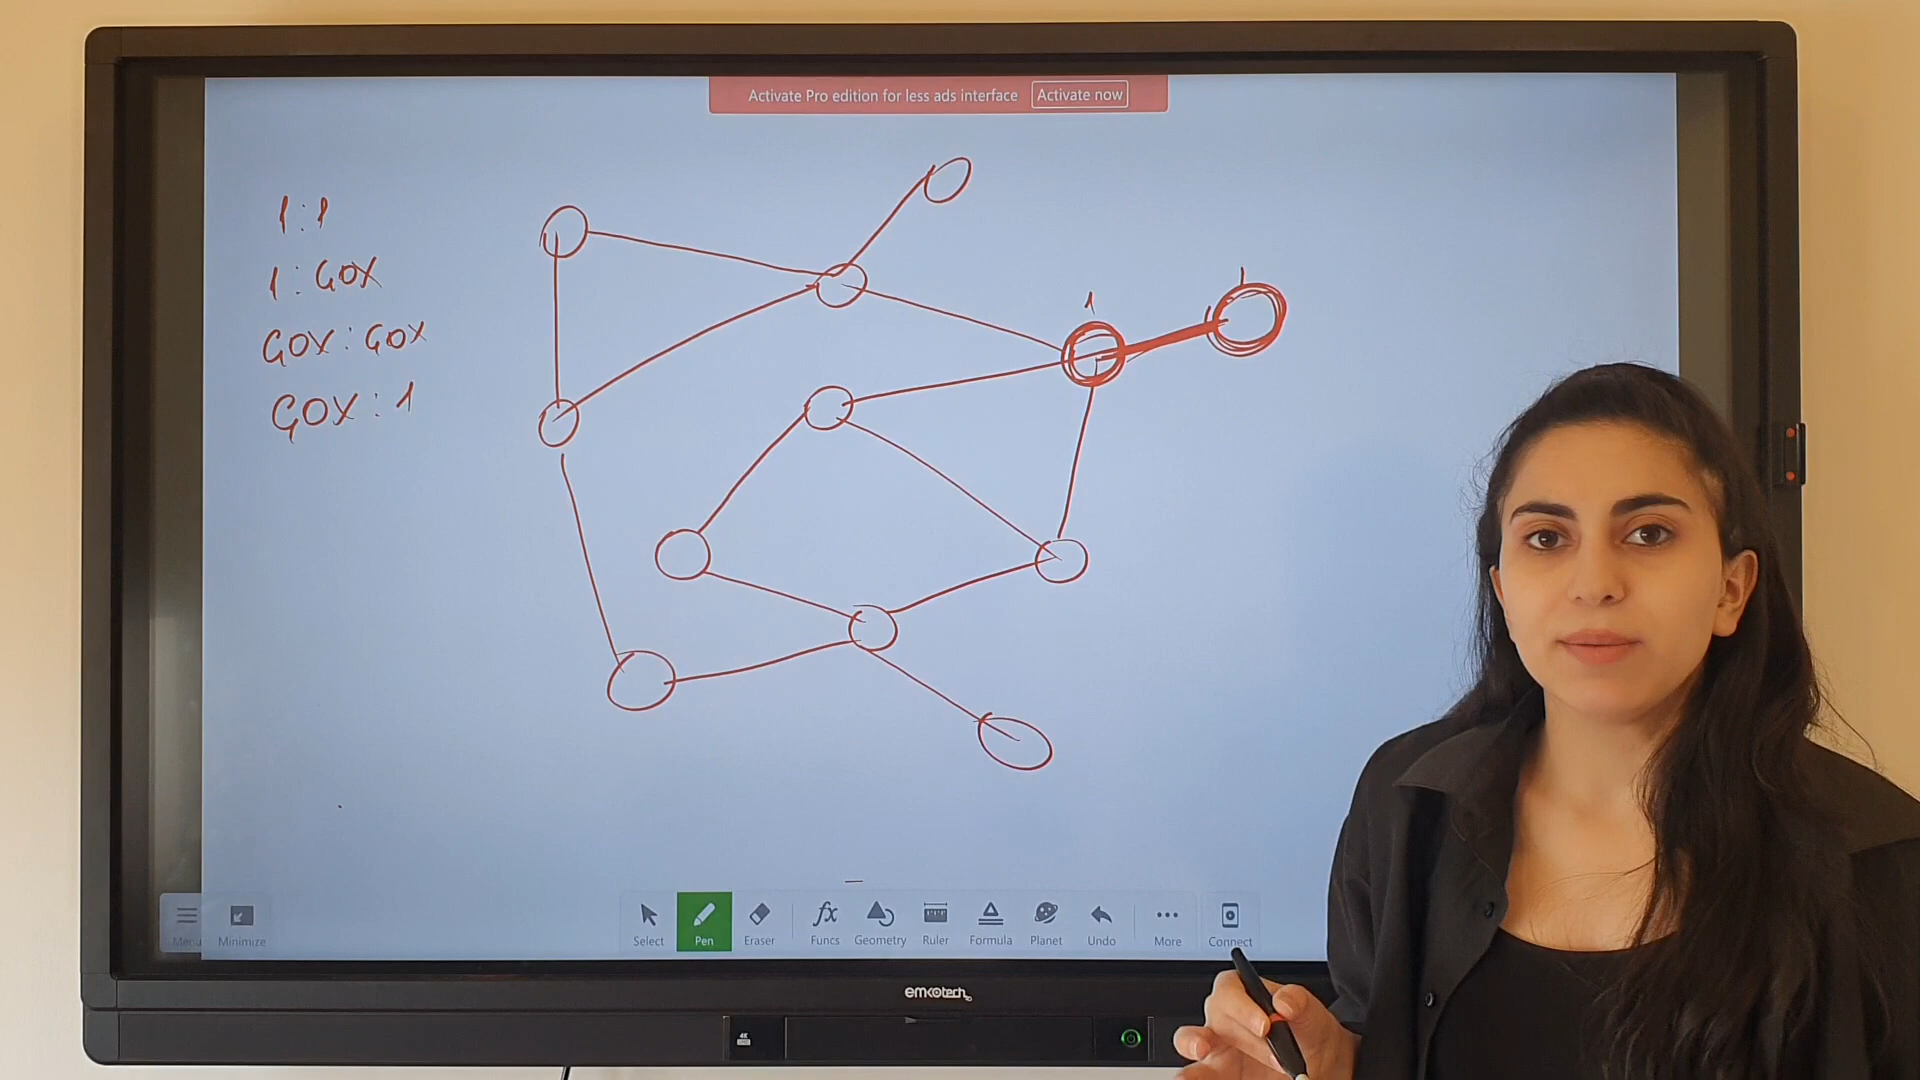 Activate Pro edition for less ads interface Activate now
1:1
1:ÇOX
ÇOX:ÇOX
ÇOX:1
1
1
Menu Minimize Select Pen Eraser Funcs Geometry Ruler Formula Planet Undo More Connect
emkotech